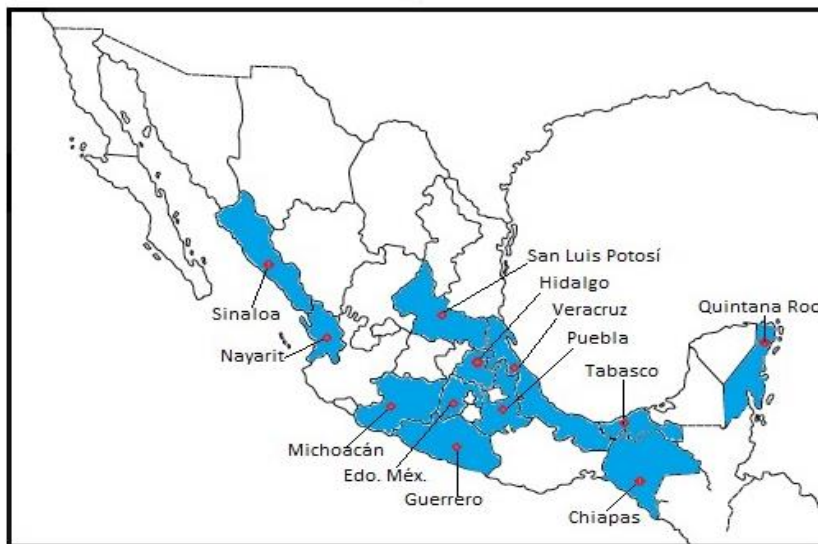 San Luis Potosí
Hidalgo
Veracruz
Quintana Roo
Puebla
Tabasco
Sinaloa
Nayarit
Michoacán
Edo. Méx.
Guerrero
Chiapas